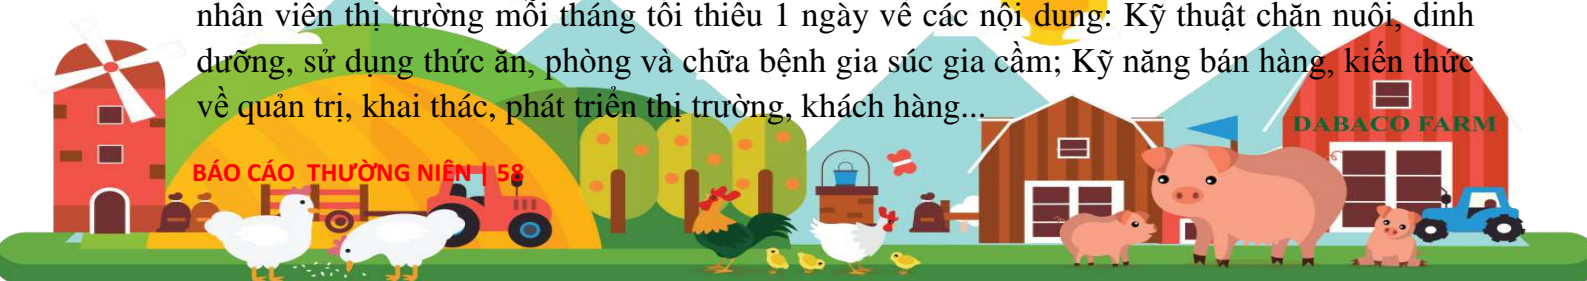 nhân viên thị trường mỗi tháng tối thiểu 1 ngày về các nội dung: Kỹ thuật chăn nuôi, dinh
dưỡng, sử dụng thức ăn, phòng và chữa bệnh gia súc gia cầm; Kỹ năng bán hàng, kiến thức
về quản trị, khai thác, phát triển thị trường, khách hàng...
DABACO FARM
BÁO CÁO THƯỜNG NIÊN | 58